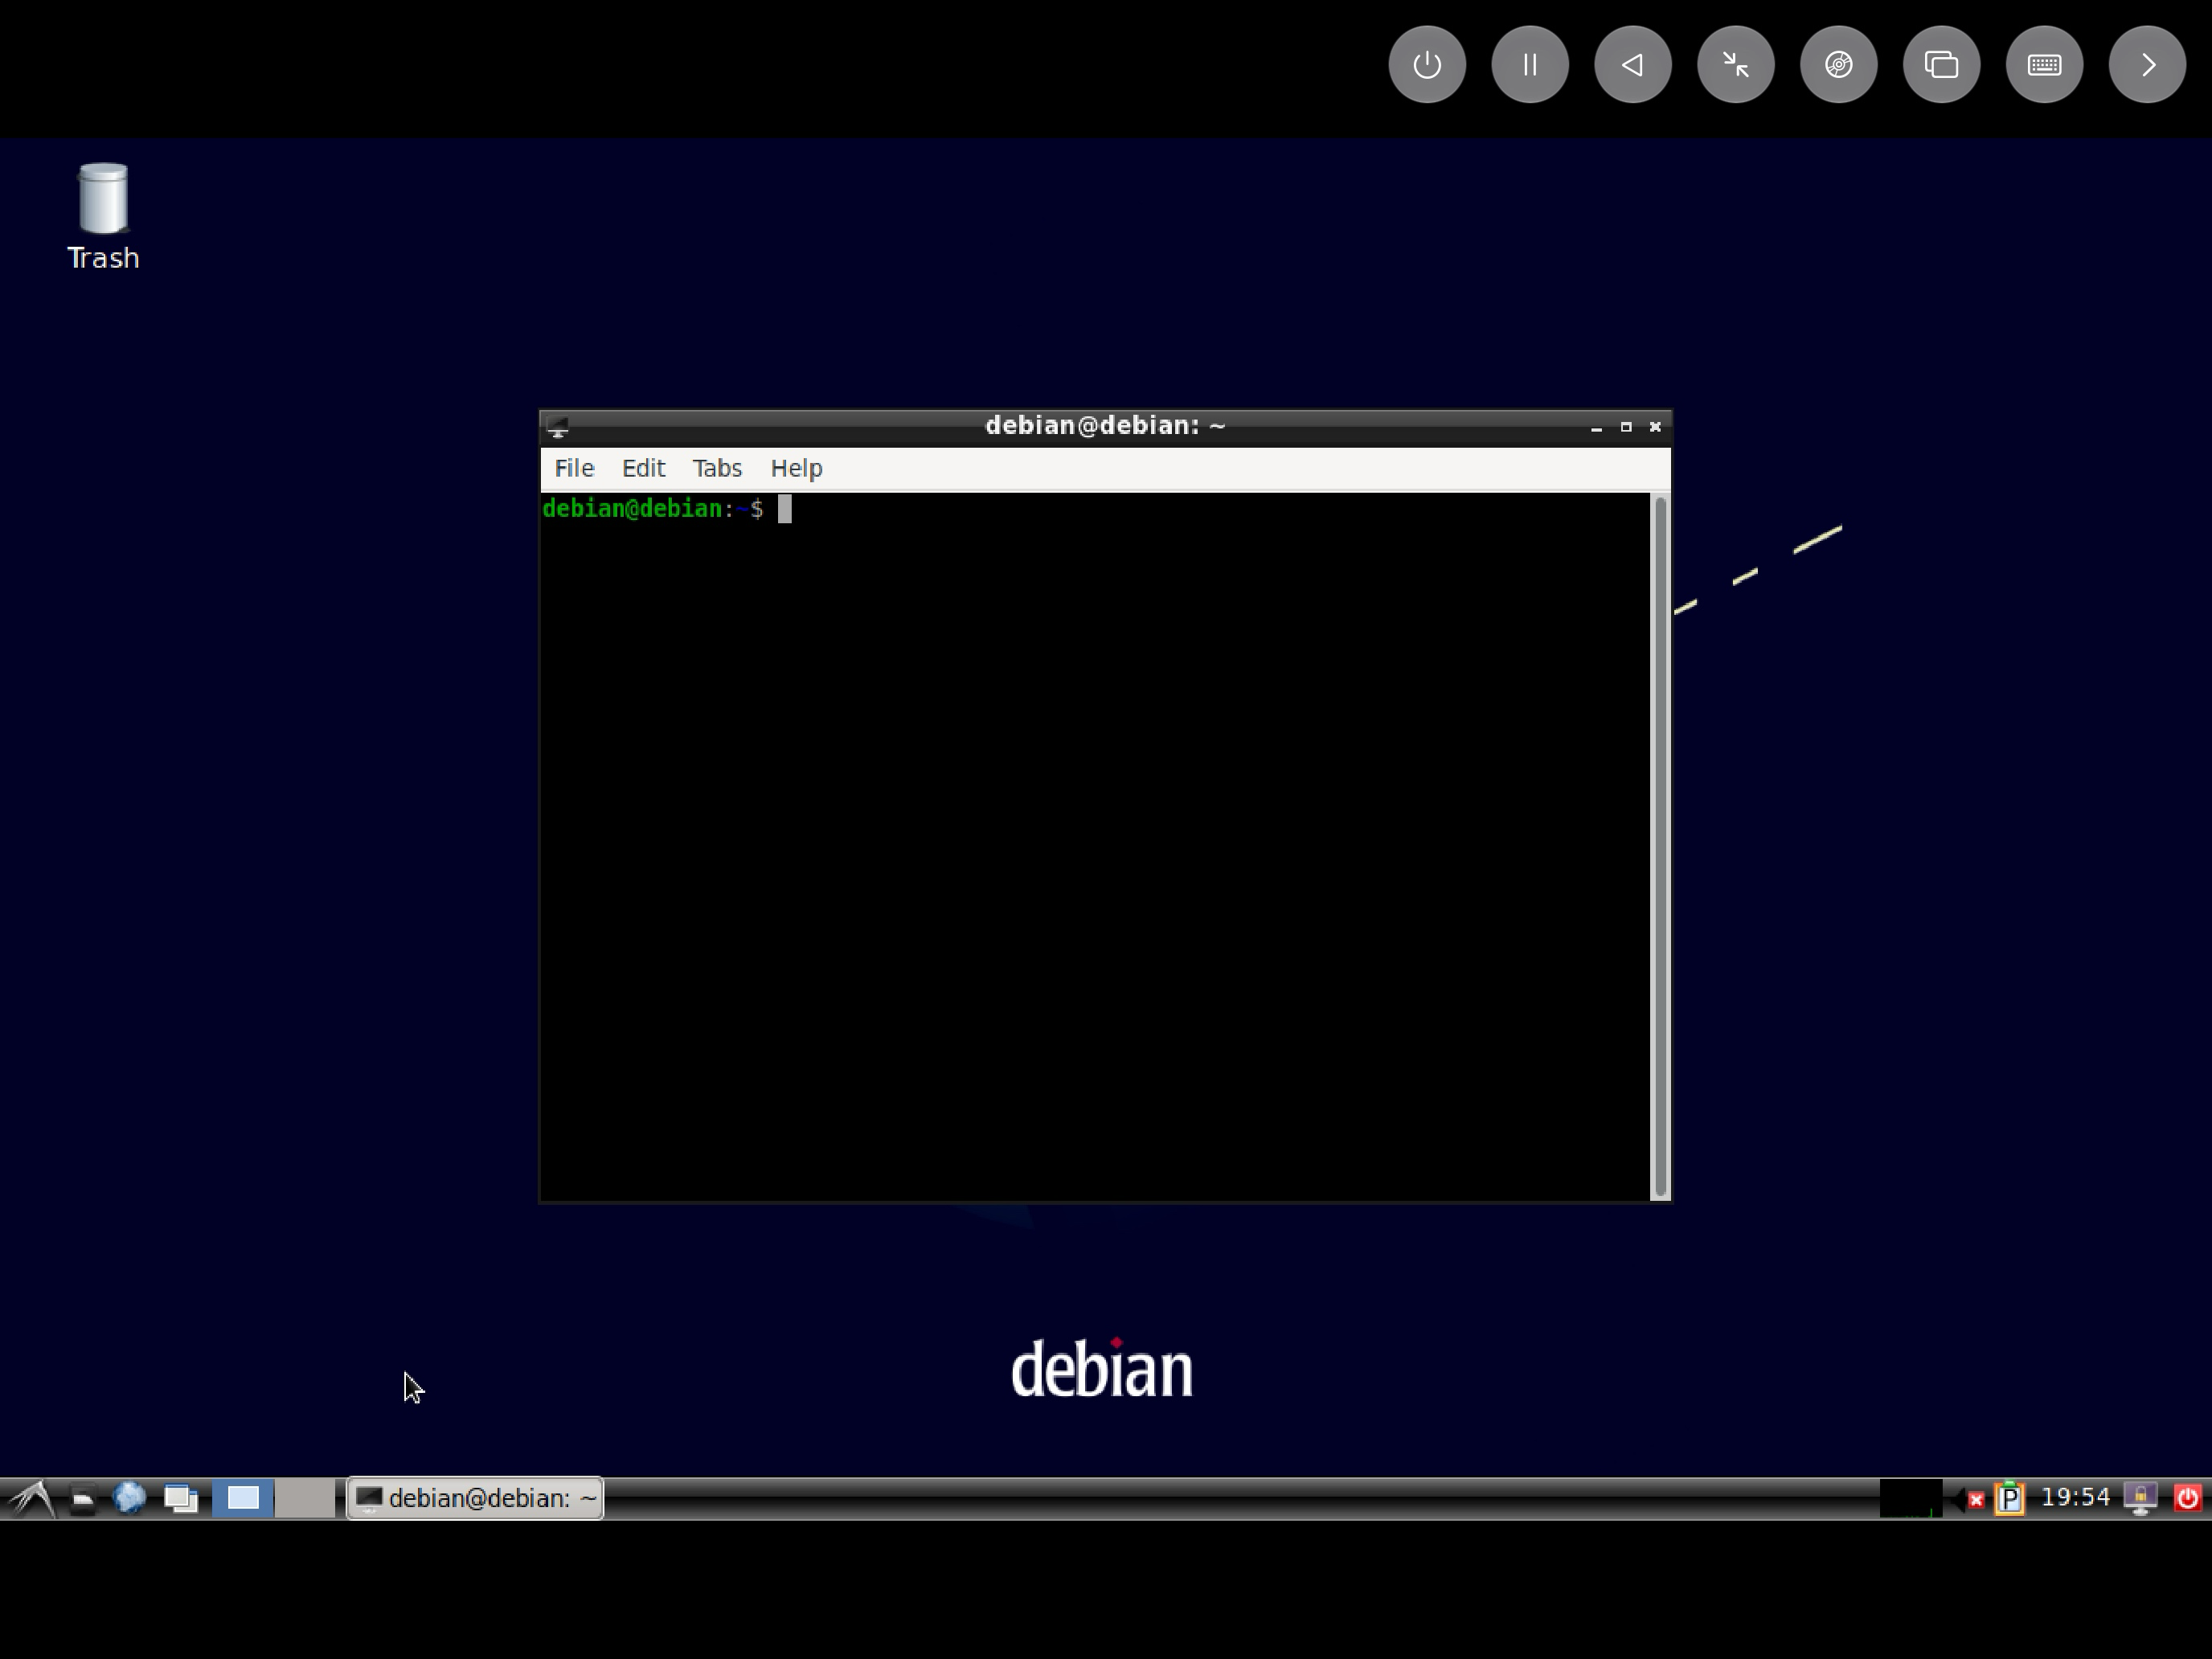 Trash
debian@debian: ~
File Edit Tabs Help
debian@debian:~$
debian
debian@debian: ~
P
19:54